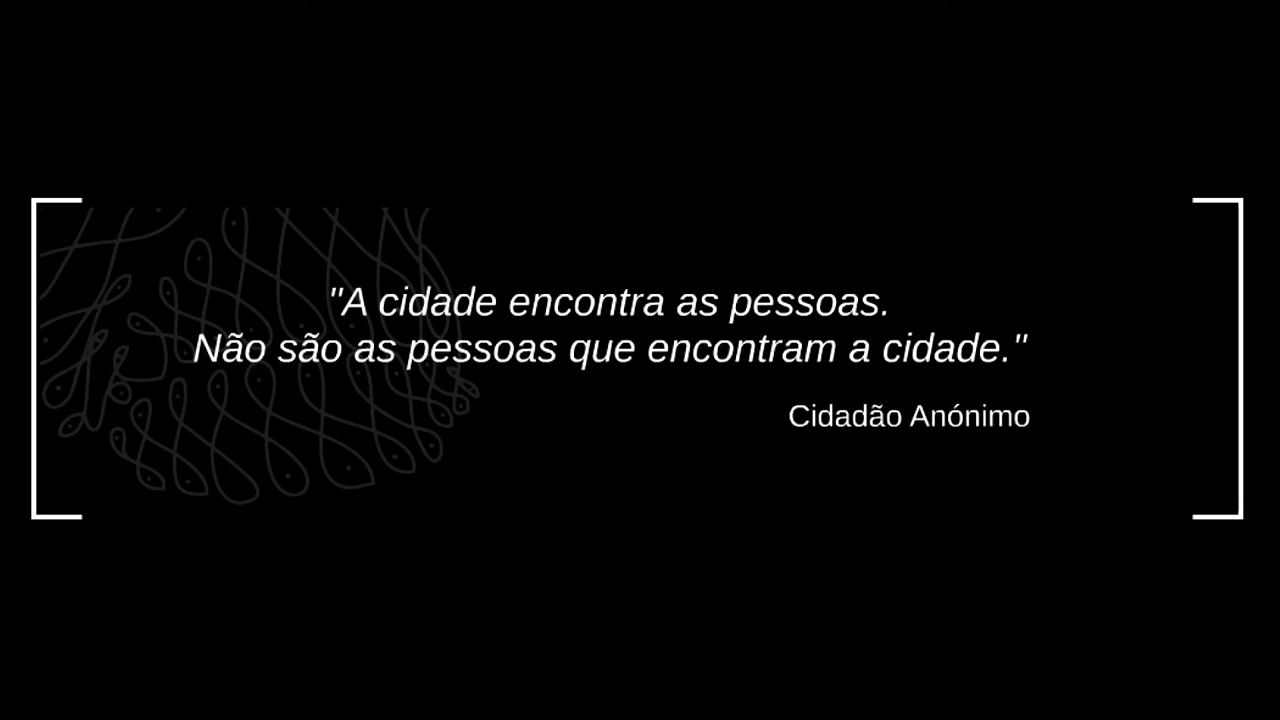 "A cidade encontra as pessoas.
Não são as pessoas que encontram a cidade."
Cidadão Anónimo